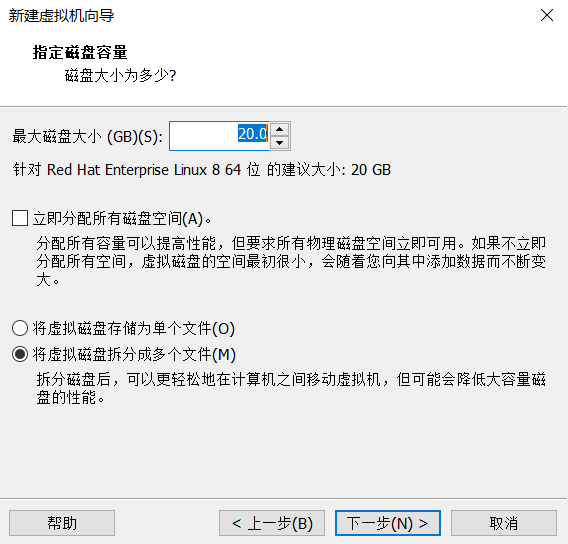 新建虚拟机向导
指定磁盘容量
磁盘大小为多少?
最大磁盘大小 (GB)(S): 20.0
针对 Red Hat Enterprise Linux 8 64 位 的建议大小: 20 GB
立即分配所有磁盘空间(A)。
分配所有容量可以提高性能，但要求所有物理磁盘空间立即可用。如果不立即
分配所有空间，虚拟磁盘的空间最初很小，会随着您向其中添加数据而不断变
大。
将虚拟磁盘存储为单个文件(O)
将虚拟磁盘拆分成多个文件(M)
拆分磁盘后，可以更轻松地在计算机之间移动虚拟机，但可能会降低大容量磁
盘的性能。
帮助 < 上一步(B) 下一步(N) > 取消